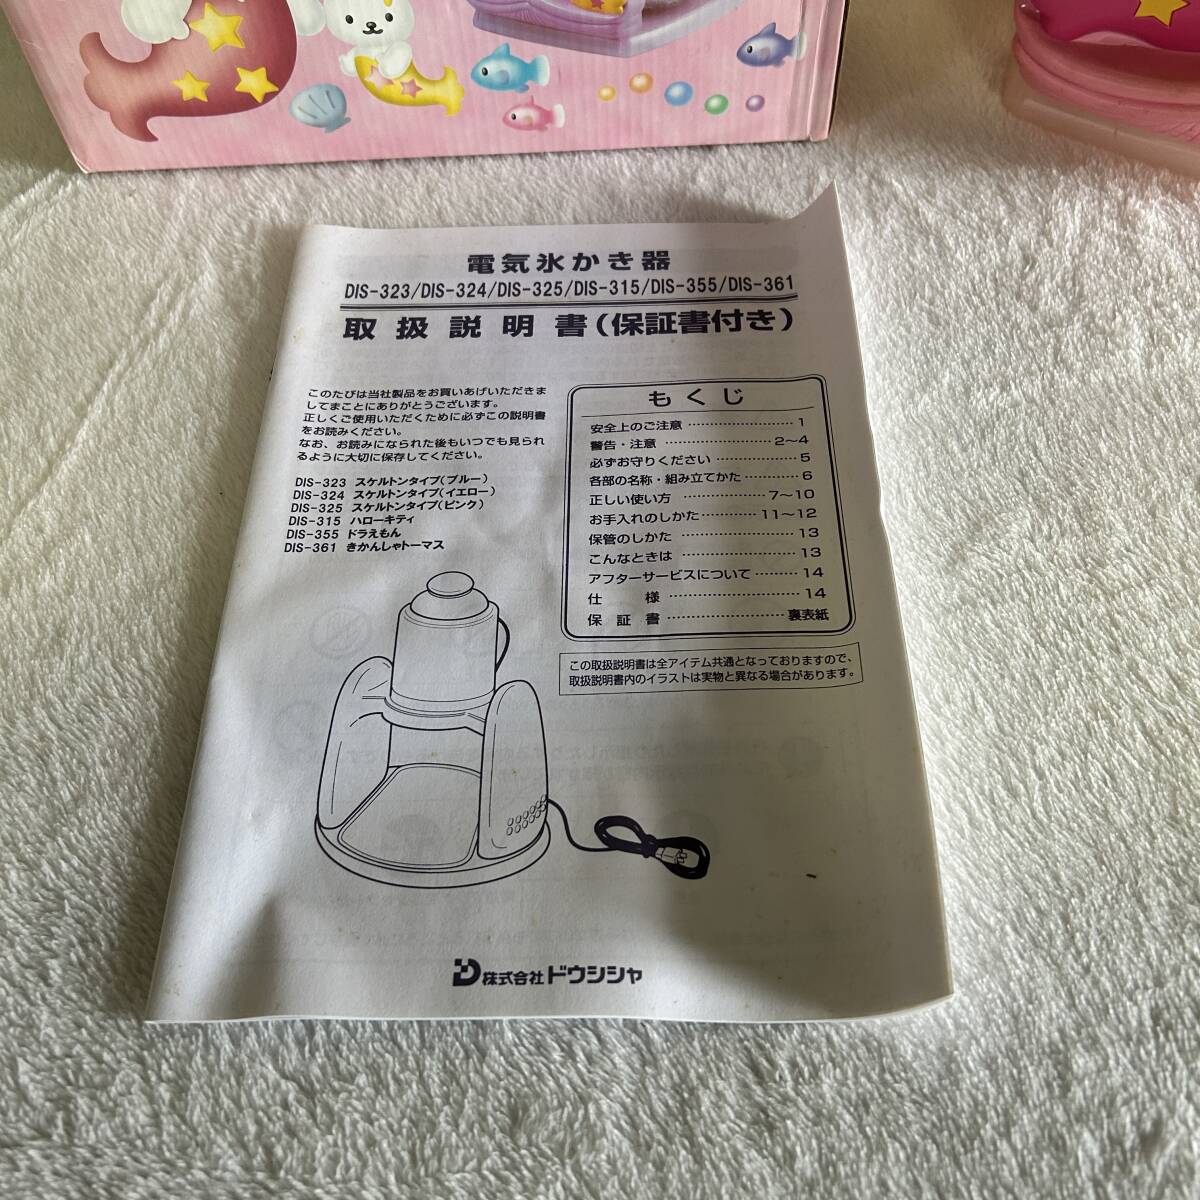 電気氷かき器
DIS-323/DIS-324/DIS-325/DIS-315/DIS-355/DIS-361
取扱説明書(保証書付き)
このたびは当社製品をお買いあげいただきま
してまことにありがとうございます。
正しくご使用いただくために必ずこの説明書
をお読みください。
なお、お読みになられた後もいつでも見られ
るように大切に保存してください。
DIS-323 スケルトンタイプ(ブルー)
DIS-324 スケルトンタイプ(イエロー)
DIS-325 スケルトンタイプ(ピンク)
DIS-315 ハローキティ
DIS-355 ドラえもん
DIS-361 きかんしゃトーマス
もくじ
安全上のご注意 ……………… 1
警告・注意 ……………… 2～4
必ずお守りください ……………… 5
各部の名称・組み立てかた ………… 6
正しい使い方 ……………… 7～10
お手入れのしかた ………… 11～12
保管のしかた ……………… 13
こんなときは ……………… 13
アフターサービスについて ……… 14
仕様 ……………… 14
保証書 ……………… 裏表紙
この取扱説明書は全アイテム共通となっておりますので、
取扱説明書内のイラストは実物と異なる場合があります。
株式会社ドウシシャ